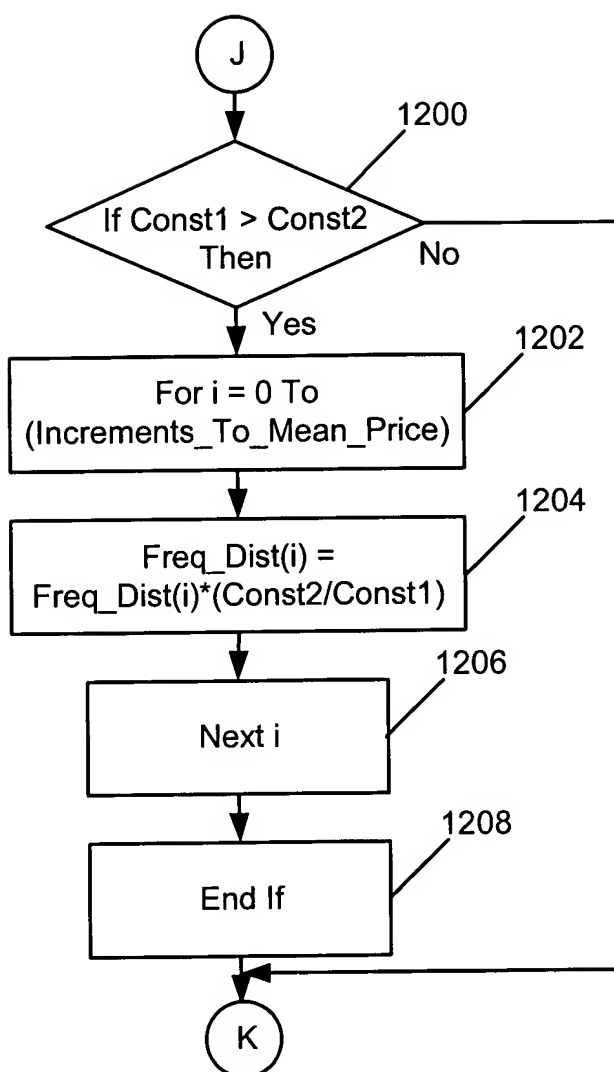 J
1200
If Const1 > Const2
Then
No
Yes
1202
For i = 0 To
(Increments_To_Mean_Price)
1204
Freq_Dist(i) =
Freq_Dist(i)*(Const2/Const1)
1206
Next i
1208
End If
K